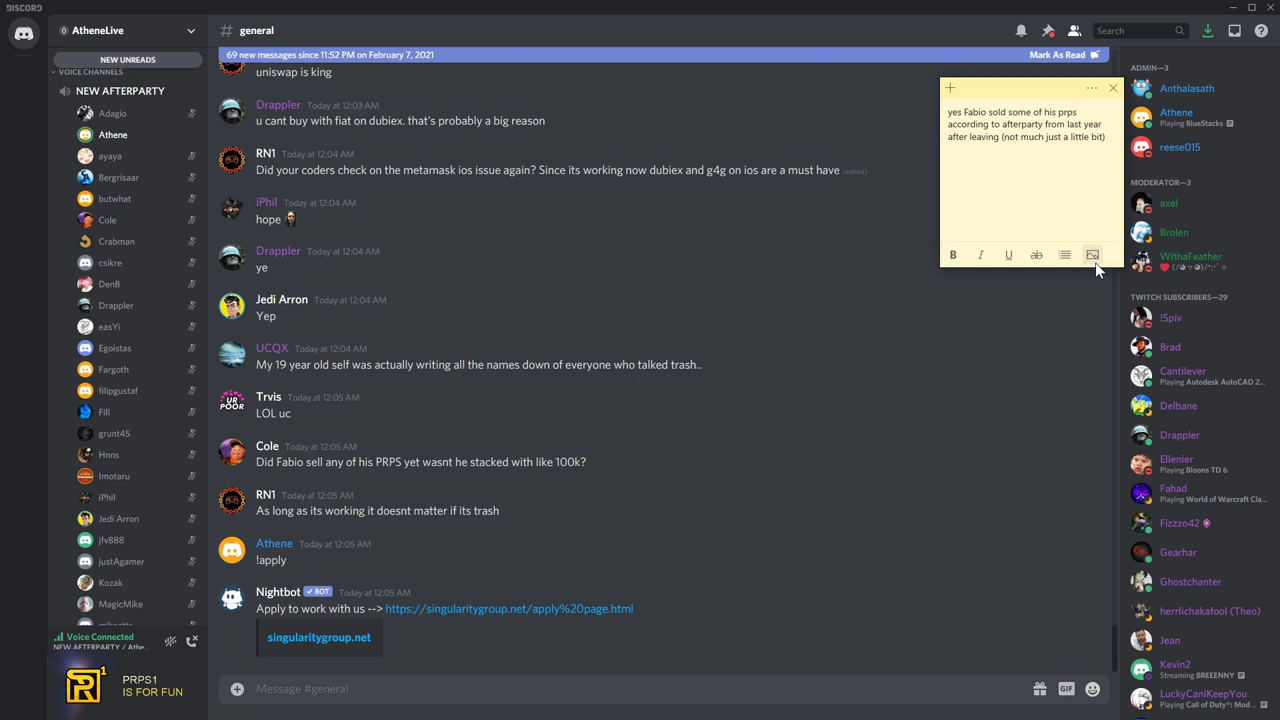 DISCORD
AtheneLive
# general
Search
NEW UNREADS
VOICE CHANNELS
NEW AFTERPARTY
Adagio
Athene
ayaya
Bergrisaar
butwhat
Cole
Crabman
csikre
DenB
Drappler
easYi
Egoistas
Fargoth
filipgustaf
Fill
grunt45
Hnns
Imotaru
iPhil
Jedi Arron
jfv888
justAgamer
Kozak
MagicMike
Voice Connected
NEW AFTERPARTY / Athe...
PRPS1
IS FOR FUN
69 new messages since 11:52 PM on February 7, 2021
Mark As Read
uniswap is king
Drappler Today at 12:03 AM
u cant buy with fiat on dubiex. that's probably a big reason
RN1 Today at 12:04 AM
Did your coders check on the metamask ios issue again? Since its working now dubiex and g4g on ios are a must have (edited)
iPhil Today at 12:04 AM
hope
Drappler Today at 12:04 AM
ye
Jedi Arron Today at 12:04 AM
Yep
UCQX Today at 12:04 AM
My 19 year old self was actually writing all the names down of everyone who talked trash..
Trvis Today at 12:05 AM
LOL uc
Cole Today at 12:05 AM
Did Fabio sell any of his PRPS yet wasnt he stacked with like 100k?
RN1 Today at 12:05 AM
As long as its working it doesnt matter if its trash
Athene Today at 12:05 AM
!apply
Nightbot BOT Today at 12:05 AM
Apply to work with us --> https://singularitygroup.net/apply%20page.html
singularitygroup.net
Message #general
GIF
UR
POOR
yes Fabio sold some of his prps
according to afterparty from last year
after leaving (not much just a little bit)
B I U ab
ADMIN—3
Anthalasath
Athene
Playing BlueStacks
reese015
MODERATOR—3
axel
Brolen
WithaFeather
TWITCH SUBSCRIBERS—29
!Spiv
Brad
Cantilever
Playing Autodesk AutoCAD 2...
Delbane
Drappler
Ellenier
Playing Bloons TD 6
Fahad
Playing World of Warcraft Cla...
Fizzzo42
Gearhar
Ghostchanter
herrlichakafool (Theo)
Jean
Kevin2
Streaming BREEENNY
LuckyCaniKeepYou
Playing Call of Duty®: Mod...